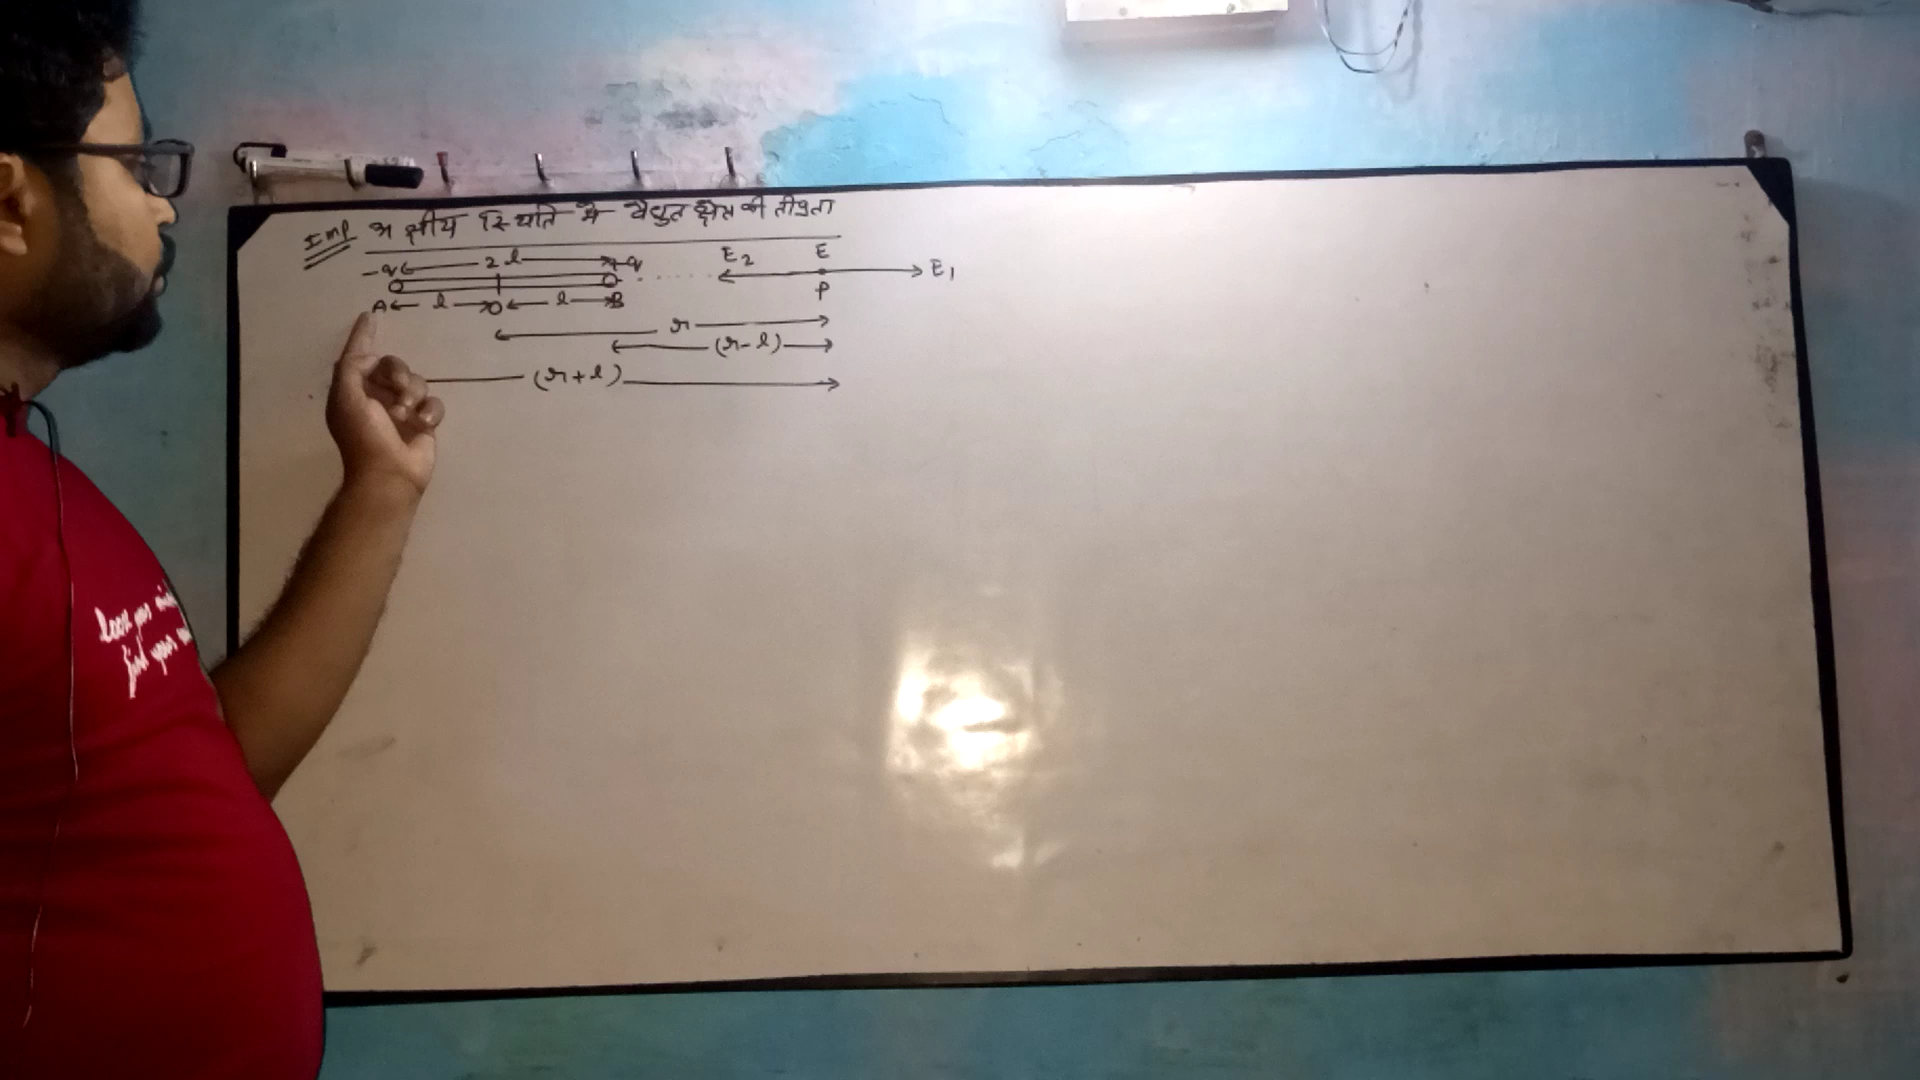 Imp अक्षीय स्थिति मे वैद्युत क्षेत्र की तीव्रता
-q 2l +q E2 E E1
A l O l B P
r
(r-l)
(r+l)